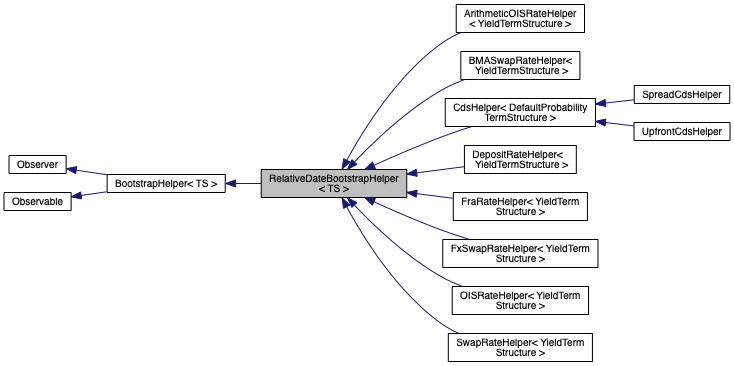 ArithmeticOISRateHelper
< YieldTermStructure >
BMASwapRateHelper<
YieldTermStructure >
CdsHelper< DefaultProbability
TermStructure >
SpreadCdsHelper
UpfrontCdsHelper
Observer
Observable
BootstrapHelper< TS >
RelativeDateBootstrapHelper
< TS >
DepositRateHelper<
YieldTermStructure >
FraRateHelper< YieldTerm
Structure >
FxSwapRateHelper< YieldTerm
Structure >
OISRateHelper< YieldTerm
Structure >
SwapRateHelper< YieldTerm
Structure >